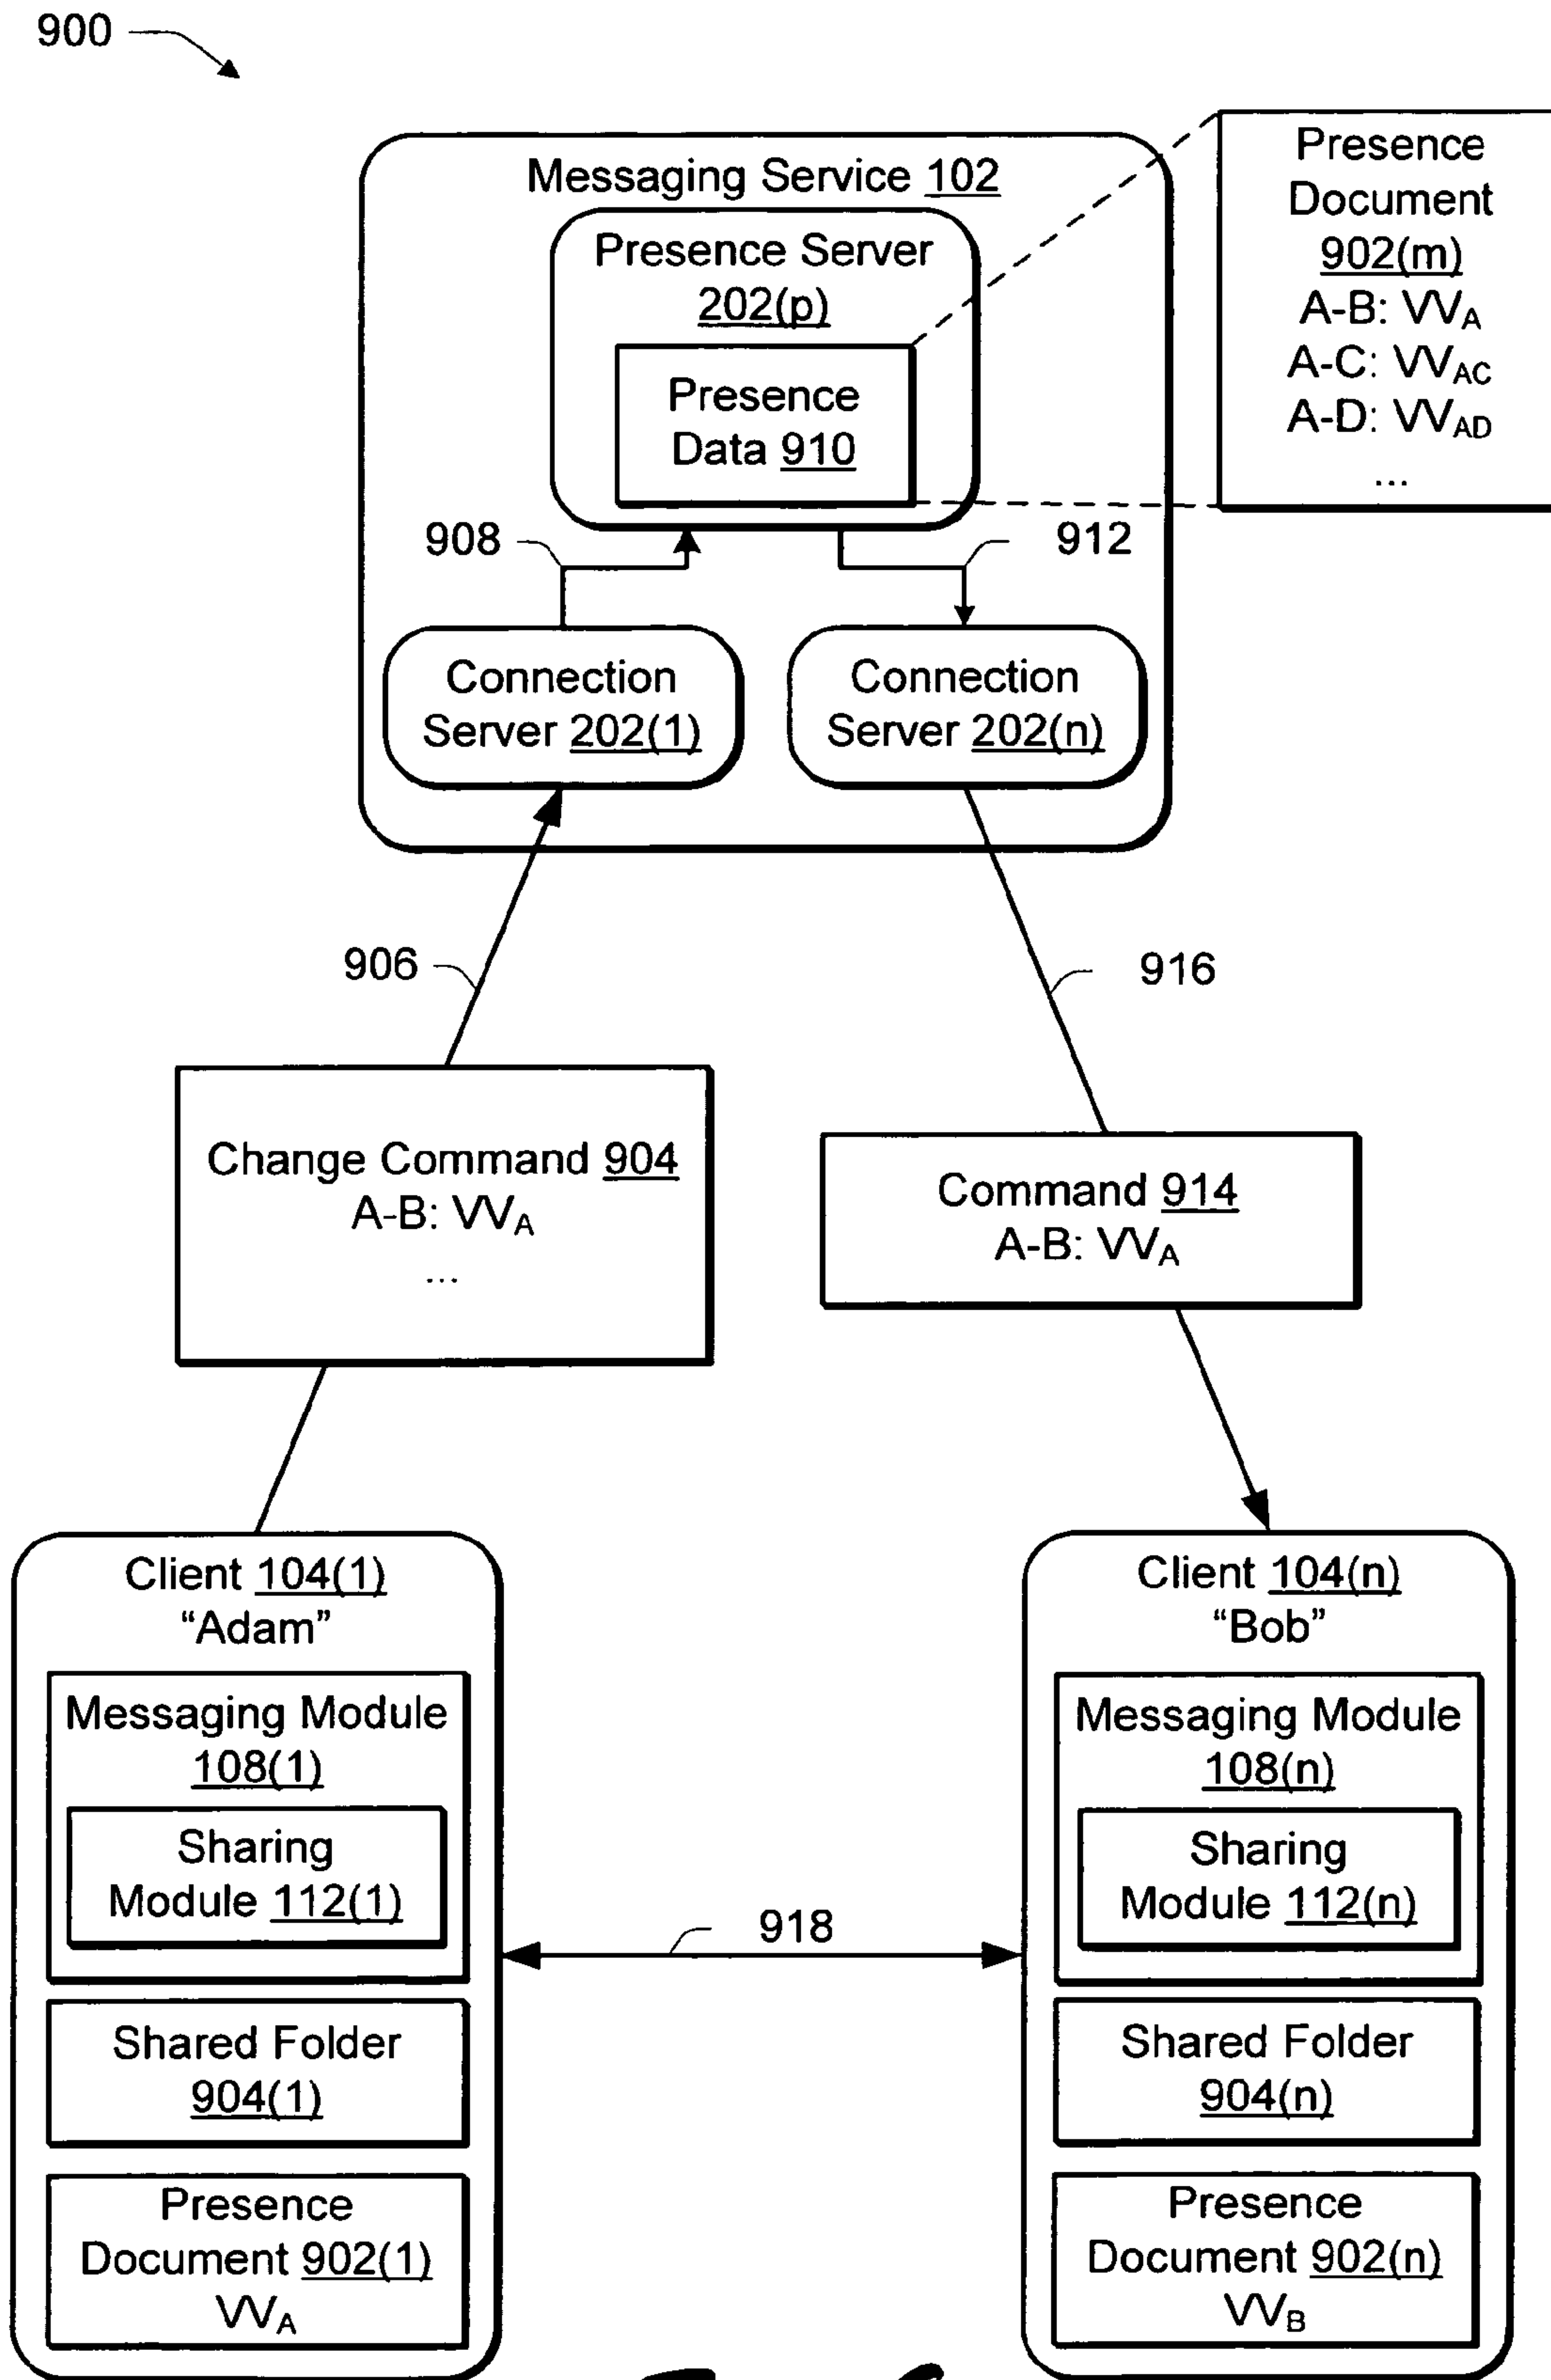 900
Messaging Service 102
Presence Server
202(p)
Presence
Data 910
Presence
Document
902(m)
A-B: VVA
A-C: VVAC
A-D: VVAD
...
908
912
Connection
Server 202(1)
Connection
Server 202(n)
906
916
Change Command 904
A-B: VVA
...
Command 914
A-B: VVA
Client 104(1)
“Adam”
Messaging Module
108(1)
Sharing
Module 112(1)
Shared Folder
904(1)
Presence
Document 902(1)
VVA
918
Client 104(n)
“Bob”
Messaging Module
108(n)
Sharing
Module 112(n)
Shared Folder
904(n)
Presence
Document 902(n)
VVB